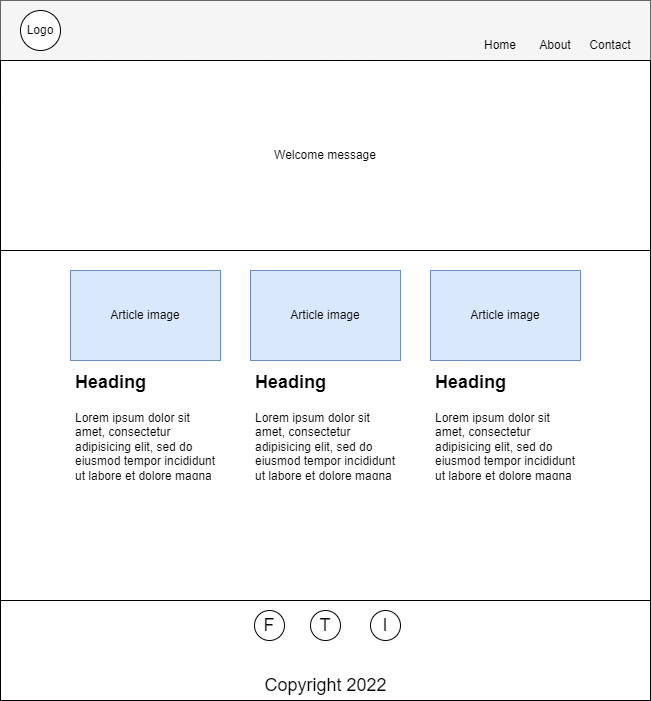 Logo
Home About Contact
Welcome message
Article image Article image Article image
Heading Heading Heading
Lorem ipsum dolor sit
amet, consectetur
adipisicing elit, sed do
eiusmod tempor incididunt
ut labore et dolore magna
Lorem ipsum dolor sit
amet, consectetur
adipisicing elit, sed do
eiusmod tempor incididunt
ut labore et dolore magna
Lorem ipsum dolor sit
amet, consectetur
adipisicing elit, sed do
eiusmod tempor incididunt
ut labore et dolore magna
F T I
Copyright 2022